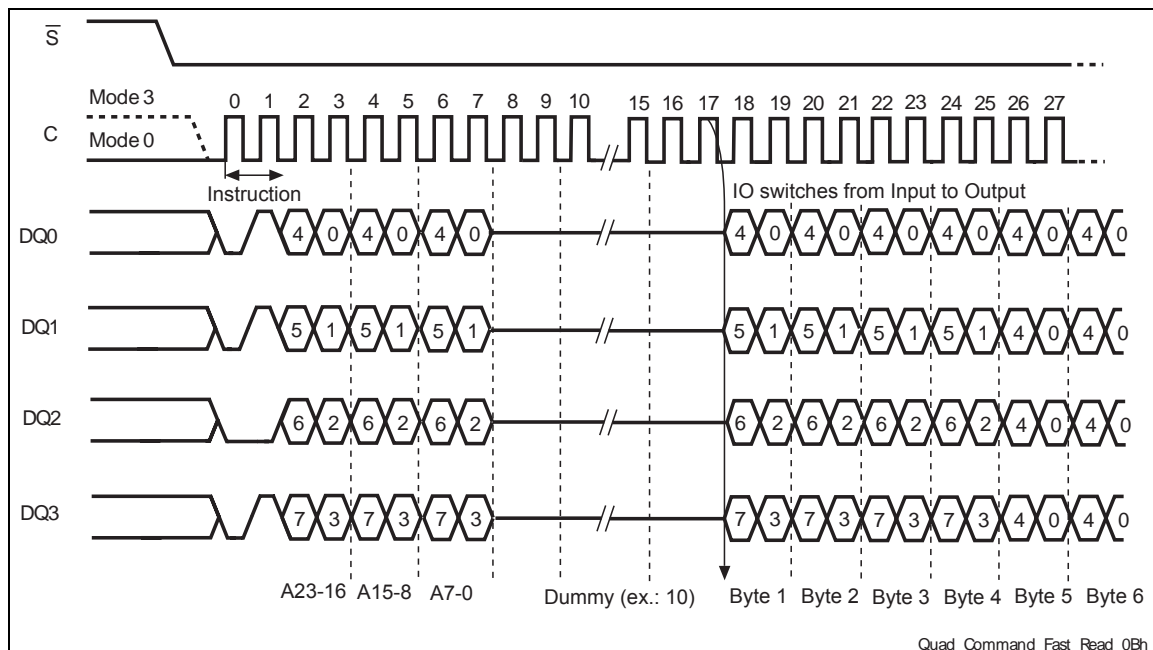 S
Mode 3
C
Mode 0
0 1 2 3 4 5 6 7 8 9 10 15 16 17 18 19 20 21 22 23 24 25 26 27
Instruction
IO switches from Input to Output
DQ0 4 0 4 0 4 0 4 0 4 0 4 0 4 0 4 0 4 0
DQ1 5 1 5 1 5 1 5 1 5 1 5 1 5 1 4 0 4 0
DQ2 6 2 6 2 6 2 6 2 6 2 6 2 6 2 4 0 4 0
DQ3 7 3 7 3 7 3 7 3 7 3 7 3 7 3 4 0 4 0
A23-16 A15-8 A7-0 Dummy (ex.: 10) Byte 1 Byte 2 Byte 3 Byte 4 Byte 5 Byte 6
Quad_Command_Fast_Read_0Bh